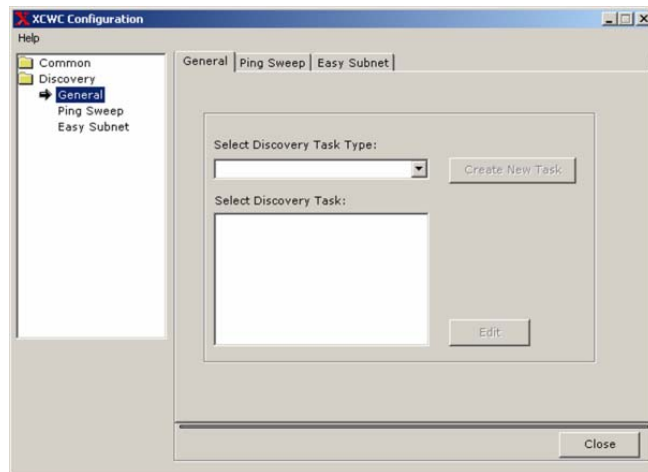 XCWC Configuration
Help
Common
Discovery
General
Ping Sweep
Easy Subnet
General
Ping Sweep
Easy Subnet
Select Discovery Task Type:
Create New Task
Select Discovery Task:
Edit
Close